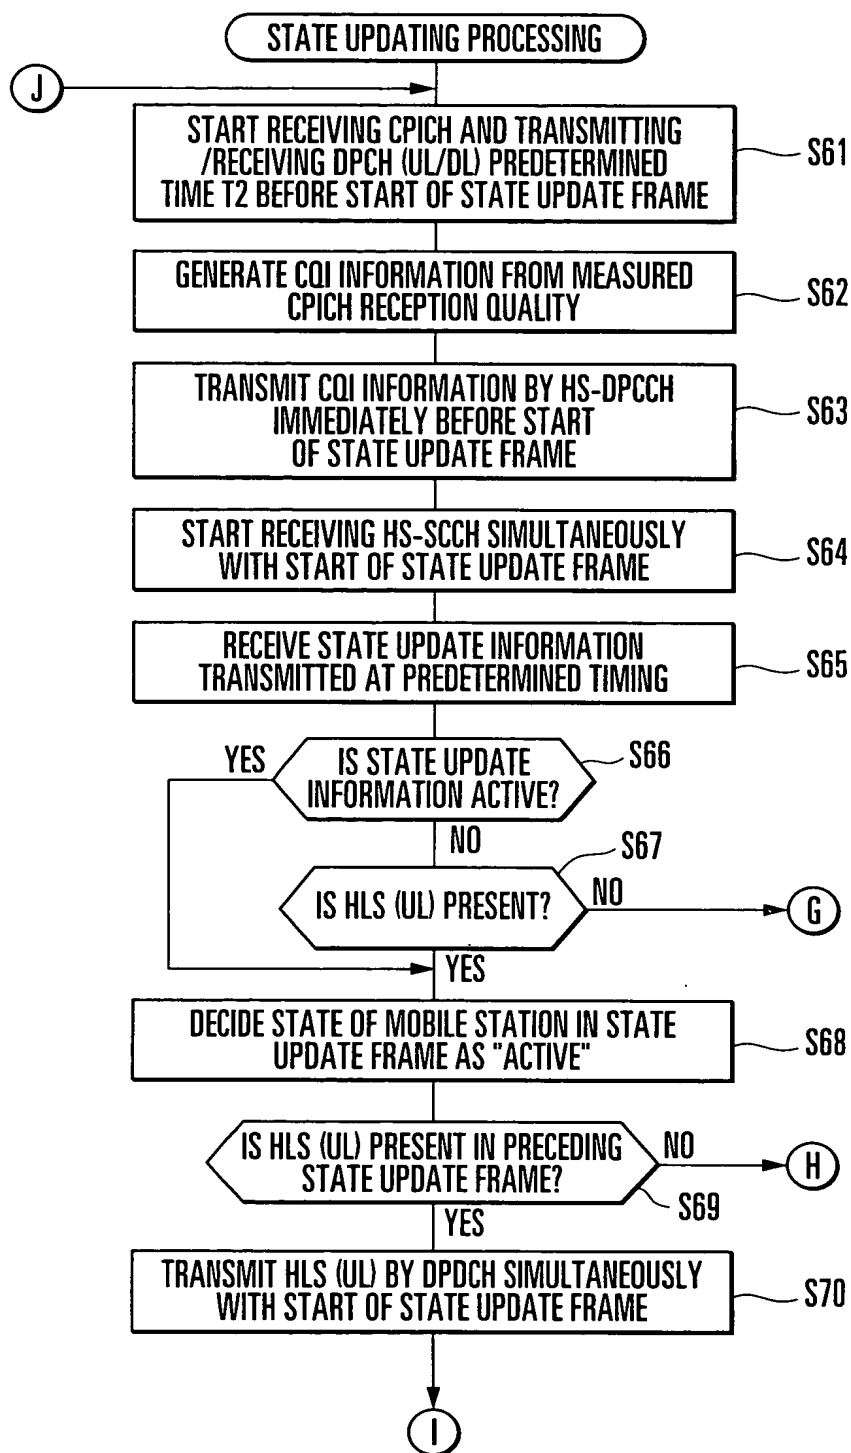 STATE UPDATING PROCESSING
J
START RECEIVING CPICH AND TRANSMITTING
/RECEIVING DPCH (UL/DL) PREDETERMINED
TIME T2 BEFORE START OF STATE UPDATE FRAME
S61
GENERATE CQI INFORMATION FROM MEASURED
CPICH RECEPTION QUALITY
S62
TRANSMIT CQI INFORMATION BY HS-DPCCH
IMMEDIATELY BEFORE START
OF STATE UPDATE FRAME
S63
START RECEIVING HS-SCCH SIMULTANEOUSLY
WITH START OF STATE UPDATE FRAME
S64
RECEIVE STATE UPDATE INFORMATION
TRANSMITTED AT PREDETERMINED TIMING
S65
YES
IS STATE UPDATE
INFORMATION ACTIVE?
S66
NO
S67
IS HLS (UL) PRESENT?
NO
G
YES
DECIDE STATE OF MOBILE STATION IN STATE
UPDATE FRAME AS "ACTIVE"
S68
IS HLS (UL) PRESENT IN PRECEDING
STATE UPDATE FRAME?
NO
H
S69
YES
TRANSMIT HLS (UL) BY DPDCH SIMULTANEOUSLY
WITH START OF STATE UPDATE FRAME
S70
I